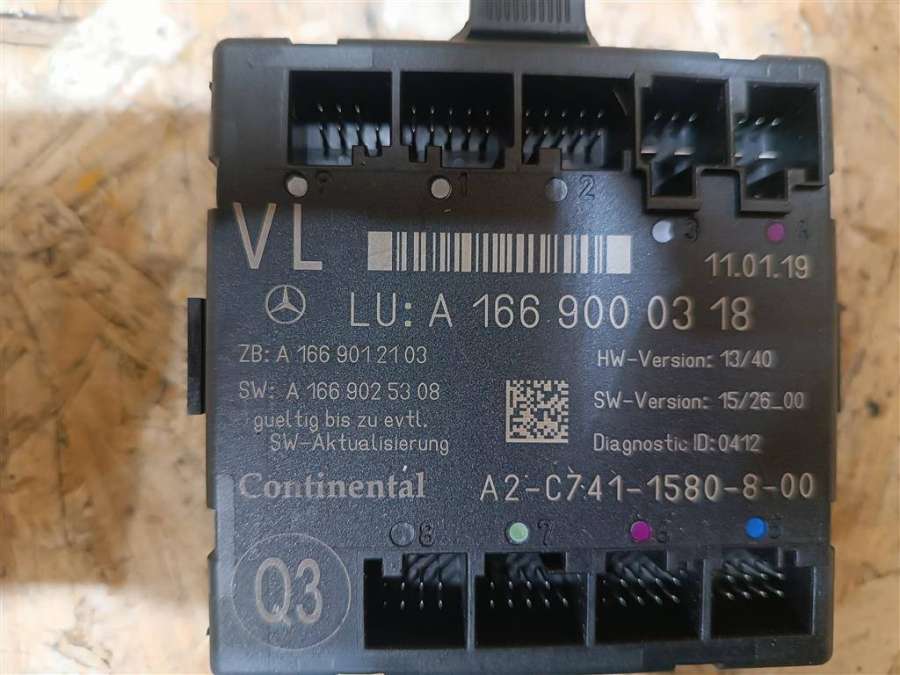 1 2
3
VL
11.01.19
LU: A 166 900 03 18
ZB: A 166 901 21 03
HW-Version: 13/40
SW: A 166 902 53 08
SW-Version: 15/26_00
gueltig bis zu evtl.
SW-Aktualisierung
Diagnostic ID: 0412
Continental
A2-C741-1580-8-00
8 7 6 5
Q3